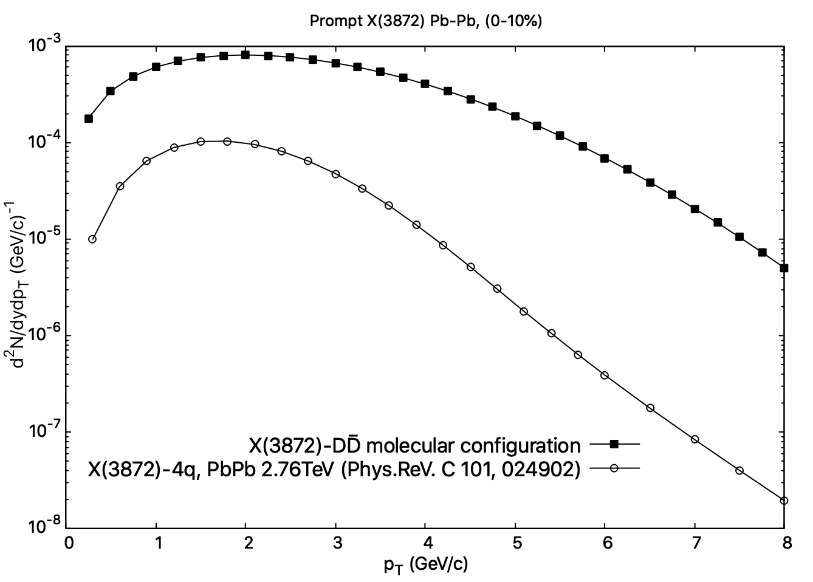 Prompt X(3872) Pb-Pb, (0-10%)
10⁻³
10⁻⁴
10⁻⁵
10⁻⁶
10⁻⁷
10⁻⁸
d²N/dydp_T (GeV/c)⁻¹
X(3872)-DD̄ molecular configuration
X(3872)-4q, PbPb 2.76TeV (Phys.ReV. C 101, 024902)
0 1 2 3 4 5 6 7 8
p_T (GeV/c)